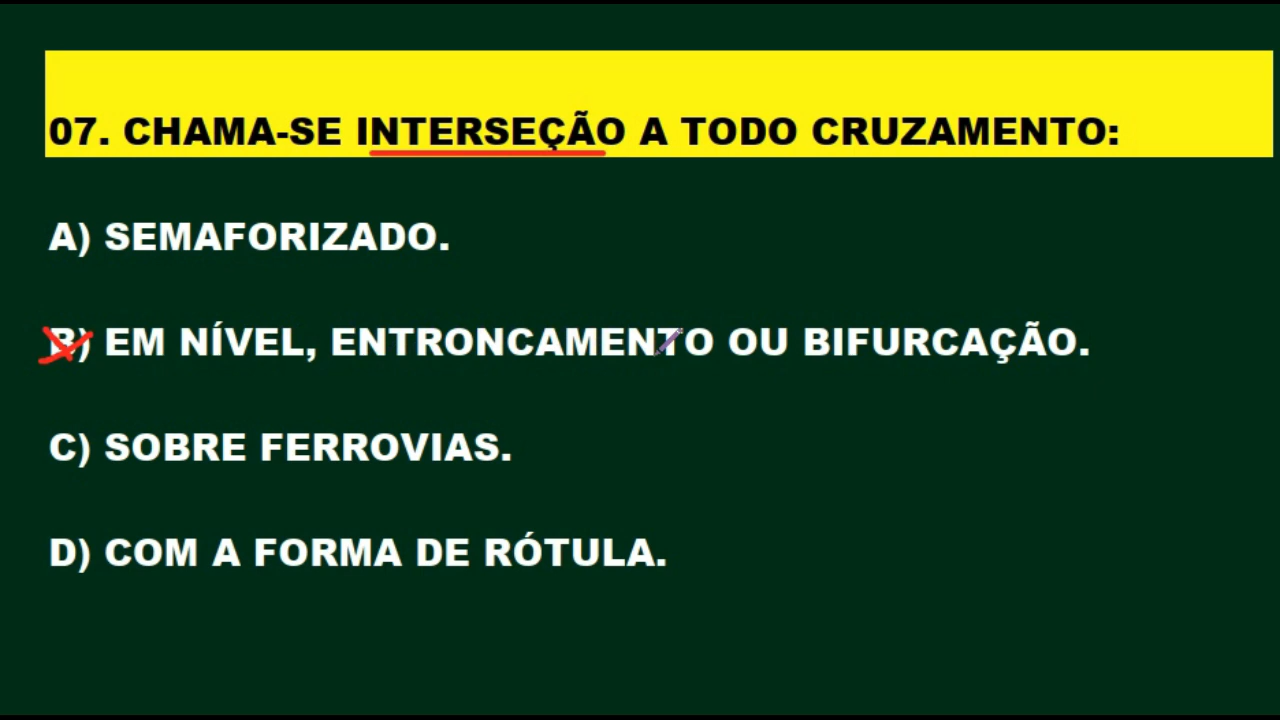 07. CHAMA-SE INTERSEÇÃO A TODO CRUZAMENTO:
A) SEMAFORIZADO.
B) EM NÍVEL, ENTRONCAMENTO OU BIFURCAÇÃO.
C) SOBRE FERROVIAS.
D) COM A FORMA DE RÓTULA.